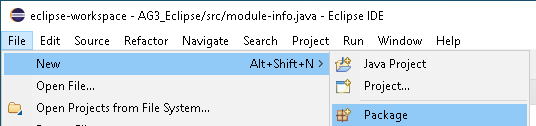 eclipse-workspace - AG3_Eclipse/src/module-info.java - Eclipse IDE
File Edit Source Refactor Navigate Search Project Run Window Help
New Alt+Shift+N > Java Project
Open File... Project...
Open Projects from File System... Package